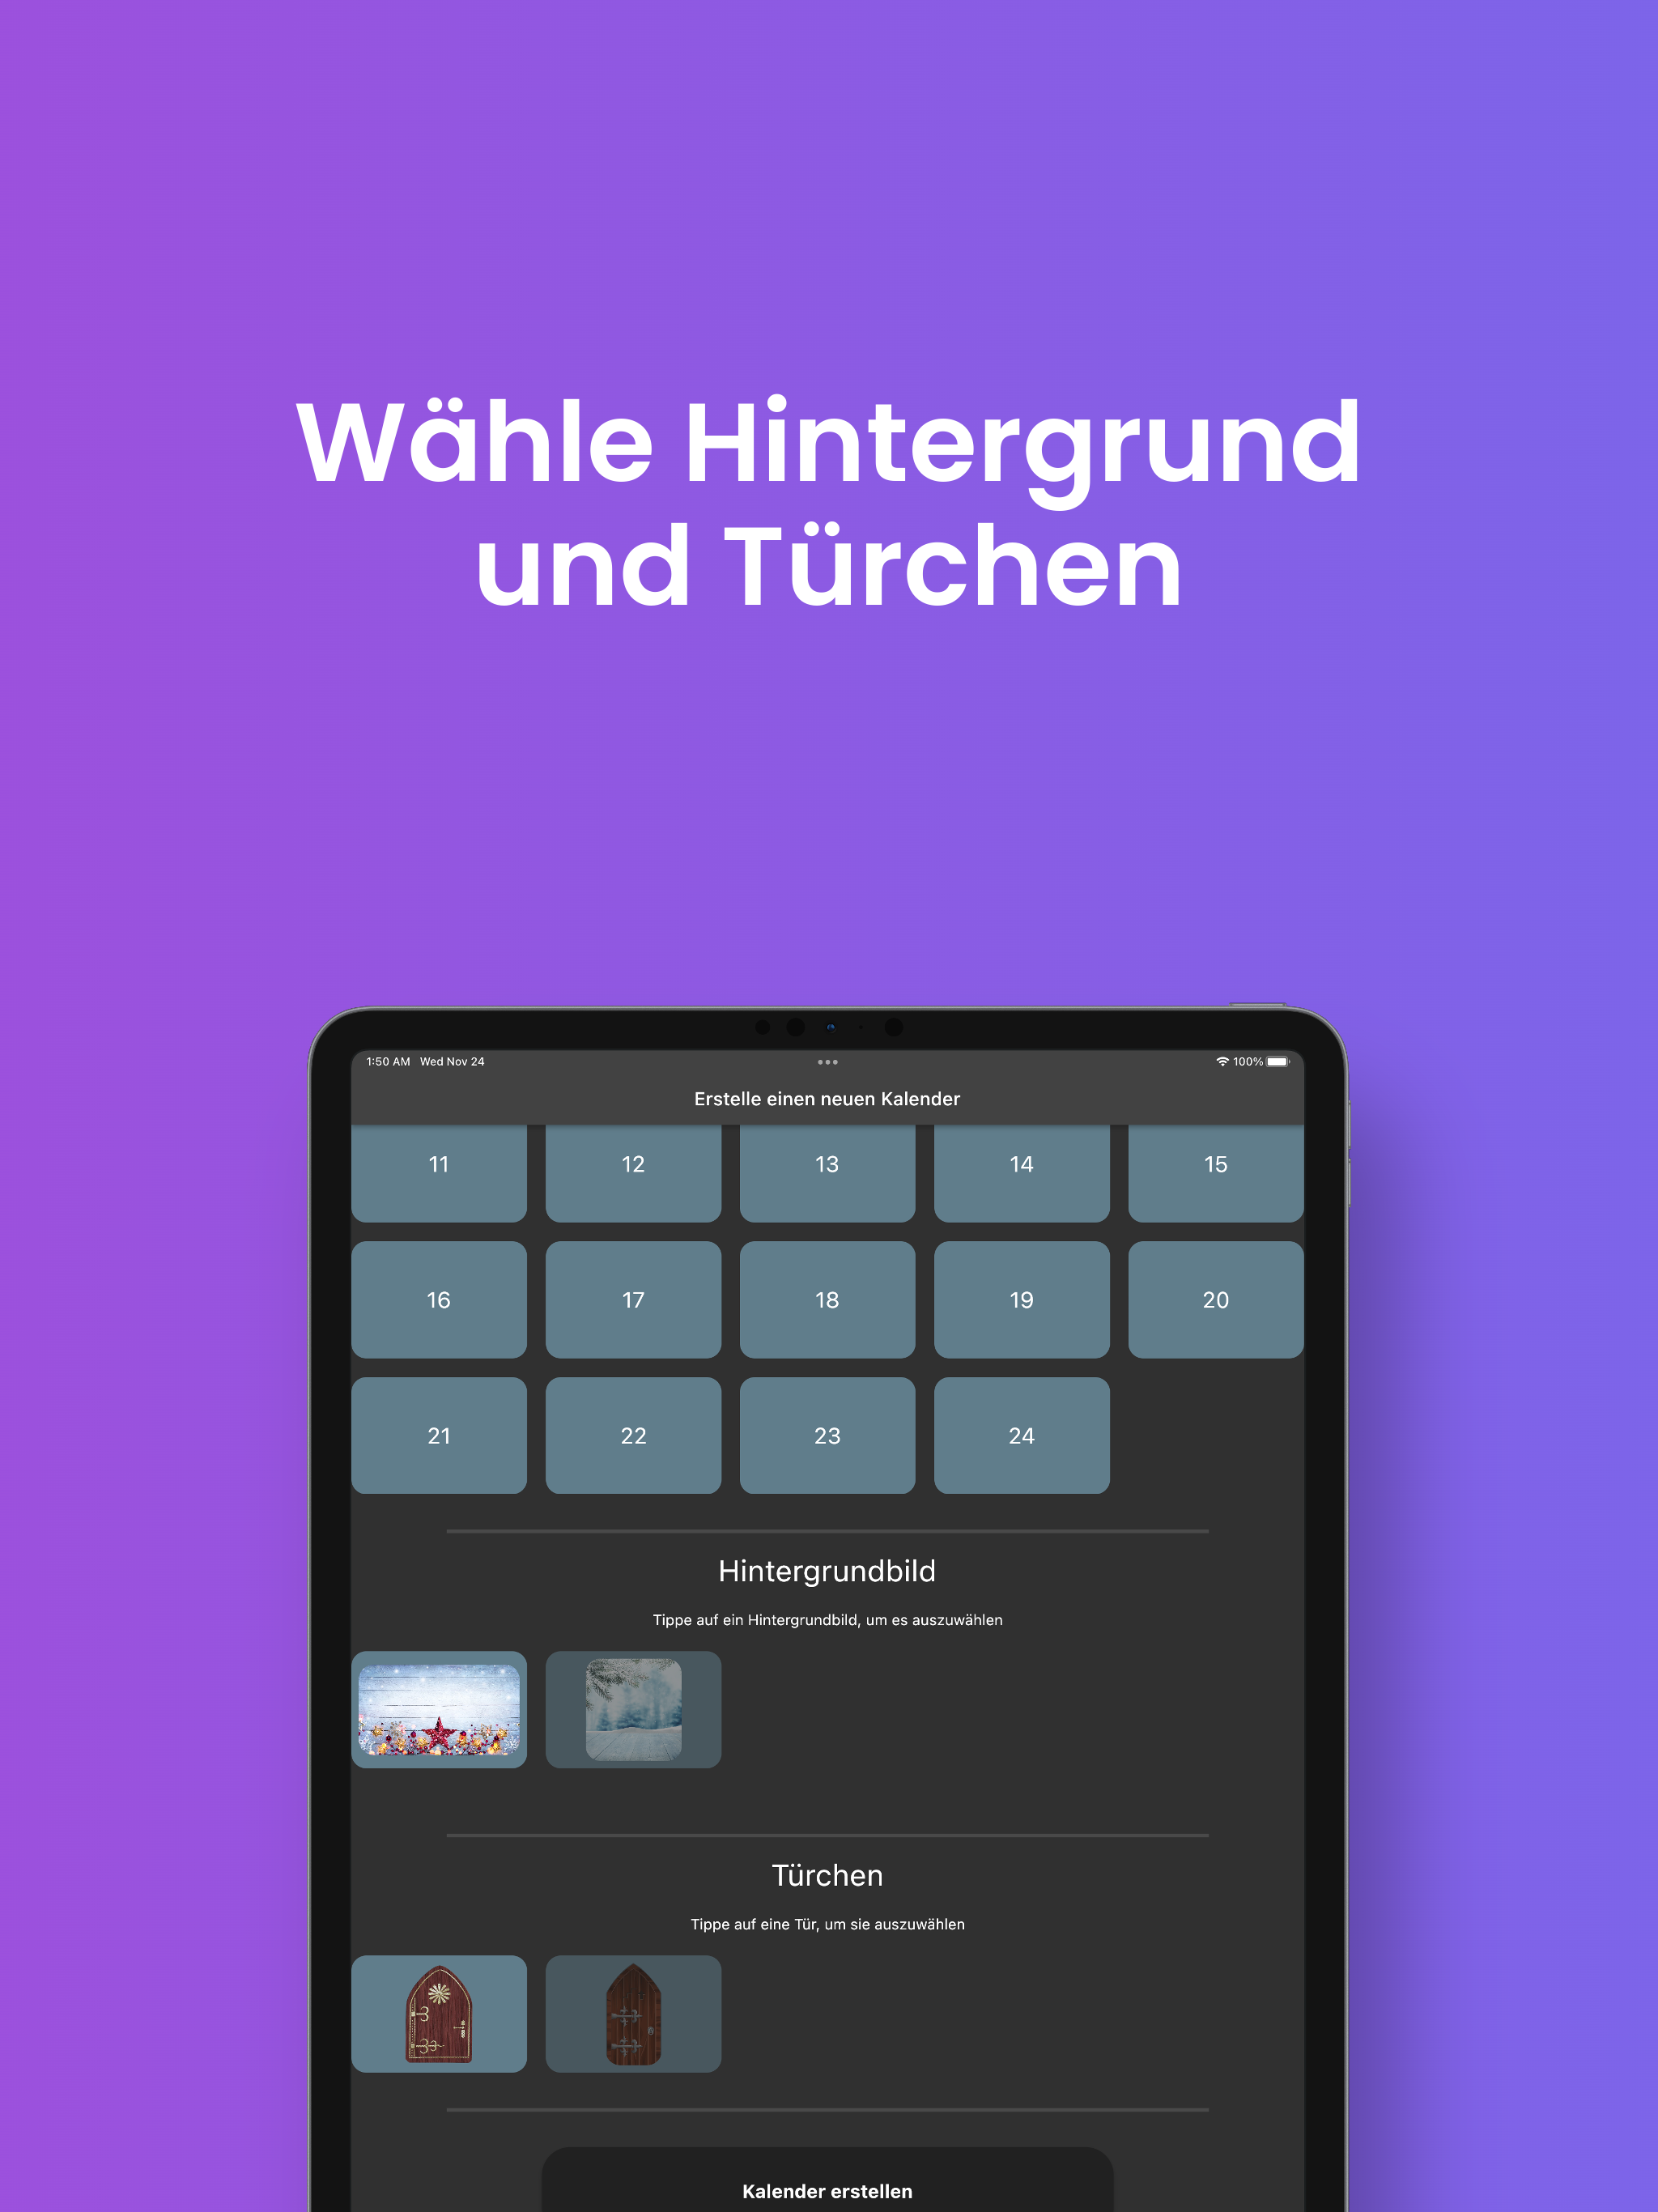 Wähle Hintergrund
und Türchen
1:50 AM Wed Nov 24
100%
Erstelle einen neuen Kalender
11 12 13 14 15
16 17 18 19 20
21 22 23 24
Hintergrundbild
Tippe auf ein Hintergrundbild, um es auszuwählen
Türchen
Tippe auf eine Tür, um sie auszuwählen
Kalender erstellen